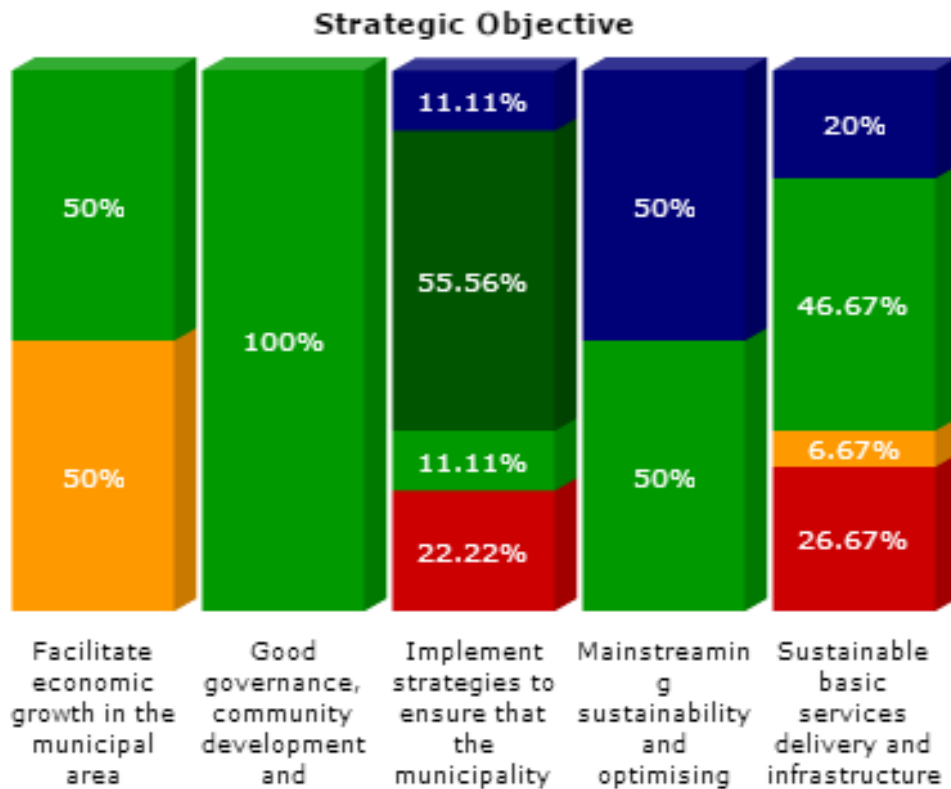 Strategic Objective
11.11%
20%
50%
50%
55.56%
46.67%
100%
6.67%
11.11%
50%
50%
22.22%
26.67%
Facilitate
economic
growth in the
municipal
area
Good
governance,
community
development
and
Implement
strategies to
ensure that
the
municipality
Mainstreamin
g
sustainability
and
optimising
Sustainable
basic
services
delivery and
infrastructure